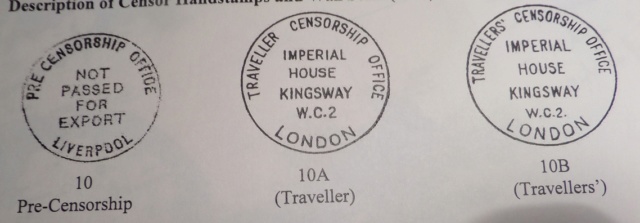 Description of Censor Handstamps and
PRE-CENSORSHIP OFFICE
NOT
PASSED
FOR
EXPORT
LIVERPOOL
10
Pre-Censorship
TRAVELLER CENSORSHIP OFFICE
IMPERIAL
HOUSE
KINGSWAY
W.C.2
LONDON
10A
(Traveller)
TRAVELLERS' CENSORSHIP OFFICE
IMPERIAL
HOUSE
KINGSWAY
W.C.2.
LONDON
10B
(Travellers')